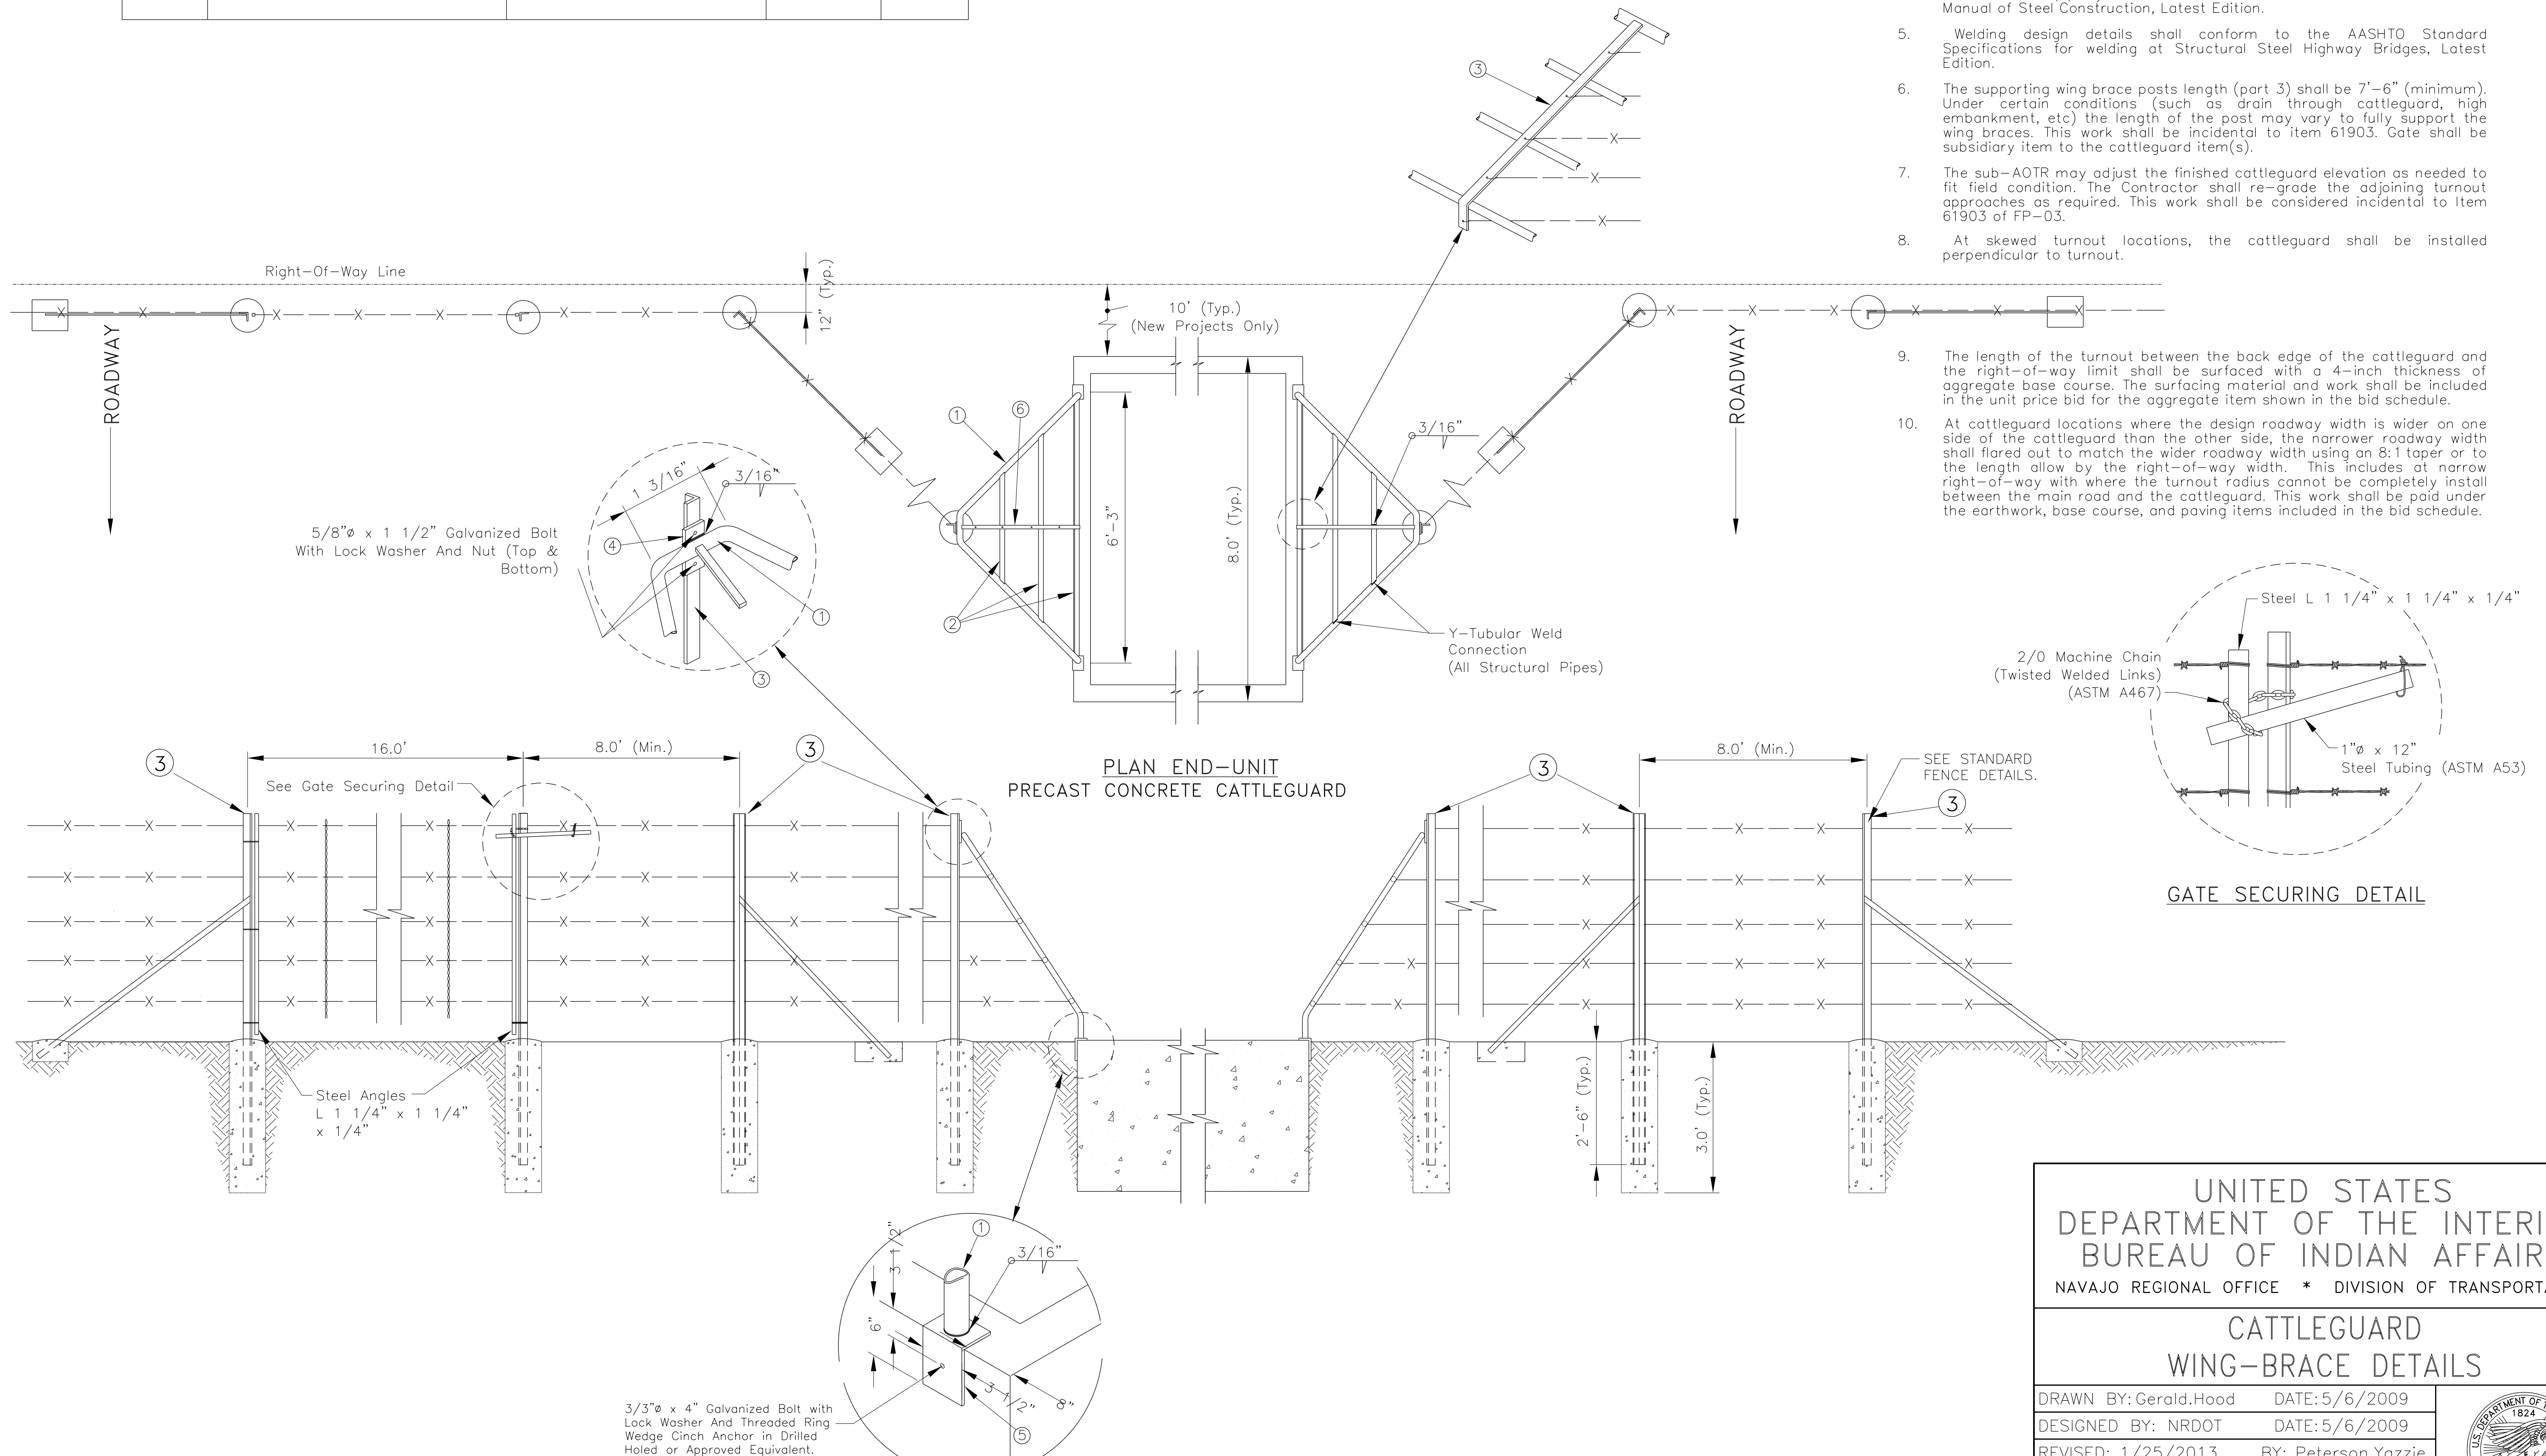 Manual of Steel Construction, Latest Edition.
5. Welding design details shall conform to the AASHTO Standard
Specifications for welding at Structural Steel Highway Bridges, Latest
Edition.
6. The supporting wing brace posts length (part 3) shall be 7'-6" (minimum).
Under certain conditions (such as drain through cattleguard, high
embankment, etc) the length of the post may vary to fully support the
wing braces. This work shall be incidental to item 61903. Gate shall be
subsidiary item to the cattleguard item(s).
7. The sub-AOTR may adjust the finished cattleguard elevation as needed to
fit field condition. The Contractor shall re-grade the adjoining turnout
approaches as required. This work shall be considered incidental to Item
61903 of FP-03.
8. At skewed turnout locations, the cattleguard shall be installed
perpendicular to turnout.
9. The length of the turnout between the back edge of the cattleguard and
the right-of-way limit shall be surfaced with a 4-inch thickness of
aggregate base course. The surfacing material and work shall be included
in the unit price bid for the aggregate item shown in the bid schedule.
10. At cattleguard locations where the design roadway width is wider on one
side of the cattleguard than the other side, the narrower roadway width
shall flared out to match the wider roadway width using an 8:1 taper or to
the length allow by the right-of-way width. This includes at narrow
right-of-way with where the turnout radius cannot be completely install
between the main road and the cattleguard. This work shall be paid under
the earthwork, base course, and paving items included in the bid schedule.
3
Right-Of-Way Line
12" (Typ.)
10' (Typ.)
(New Projects Only)
ROADWAY
ROADWAY
1
6
3/16"
6'-3"
8.0' (Typ.)
2
Y-Tubular Weld
Connection
(All Structural Pipes)
1 3/16"
3/16"
5/8"ø x 1 1/2" Galvanized Bolt
With Lock Washer And Nut (Top &
Bottom)
4
1
3
PLAN END-UNIT
PRECAST CONCRETE CATTLEGUARD
Steel L 1 1/4" x 1 1/4" x 1/4"
2/0 Machine Chain
(Twisted Welded Links)
(ASTM A467)
1"ø x 12"
Steel Tubing (ASTM A53)
GATE SECURING DETAIL
3
16.0'
8.0' (Min.)
3
See Gate Securing Detail
3
8.0' (Min.)
SEE STANDARD
FENCE DETAILS.
3
Steel Angles
L 1 1/4" x 1 1/4"
x 1/4"
2'-6" (Typ.)
3.0' (Typ.)
1
3/16"
3 1/2"
6"
3 1/2"
8"
5
3/3"ø x 4" Galvanized Bolt with
Lock Washer And Threaded Ring
Wedge Cinch Anchor in Drilled
Holed or Approved Equivalent.
UNITED STATES
DEPARTMENT OF THE INTERI
BUREAU OF INDIAN AFFAIR
NAVAJO REGIONAL OFFICE * DIVISION OF TRANSPORT
CATTLEGUARD
WING-BRACE DETAILS
DRAWN BY: Gerald.Hood DATE: 5/6/2009
DESIGNED BY: NRDOT DATE: 5/6/2009
REVISED: 1/25/2013 BY: Peterson Yazzie
U.S. DEPARTMENT OF
1824